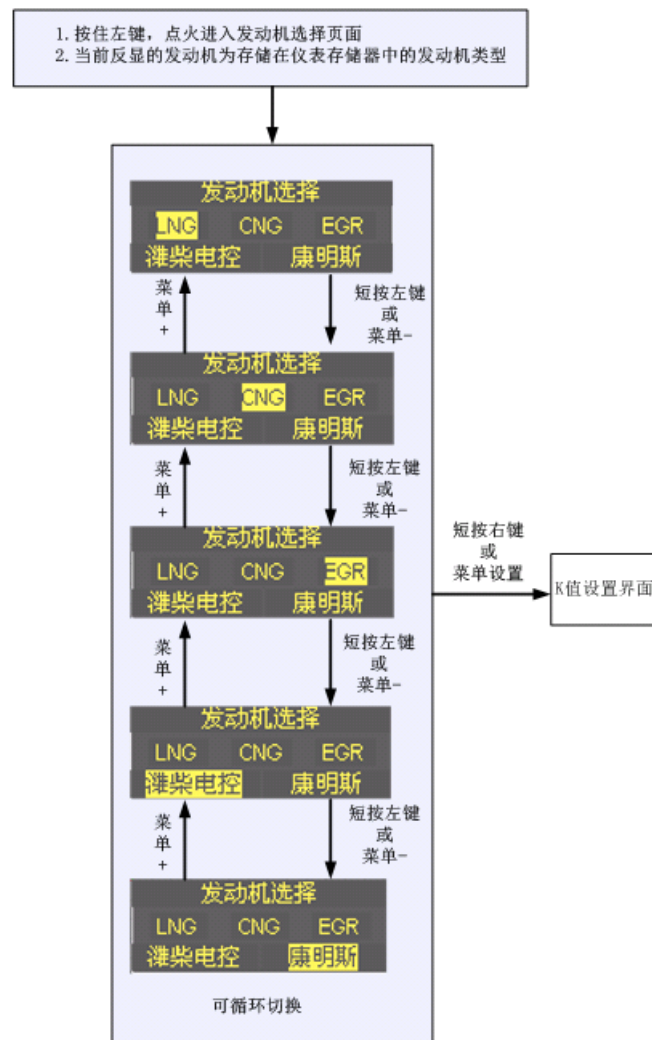 1. 按住左键，点火进入发动机选择页面
2. 当前反显的发动机为存储在仪表存储器中的发动机类型
发动机选择
LNG CNG EGR
潍柴电控 康明斯
菜单+
短按左键
或
菜单-
发动机选择
LNG CNG EGR
潍柴电控 康明斯
菜单+
短按左键
或
菜单-
发动机选择
LNG CNG EGR
潍柴电控 康明斯
短按右键
或
菜单设置
K值设置界面
菜单+
短按左键
或
菜单-
发动机选择
LNG CNG EGR
潍柴电控 康明斯
菜单+
短按左键
或
菜单-
发动机选择
LNG CNG EGR
潍柴电控 康明斯
可循环切换